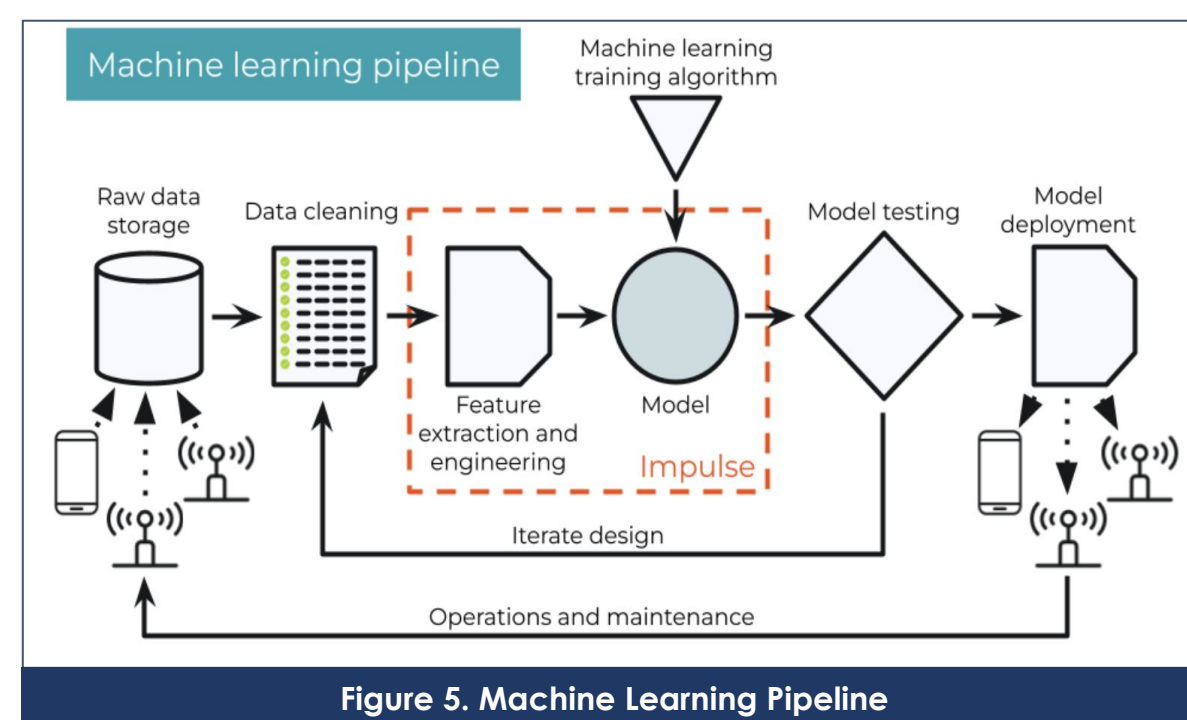 Machine learning pipeline
Machine learning
training algorithm
Raw data
storage
Data cleaning
Model testing
Model
deployment
Feature
extraction and
engineering
Model
Impulse
Iterate design
Operations and maintenance
Figure 5. Machine Learning Pipeline